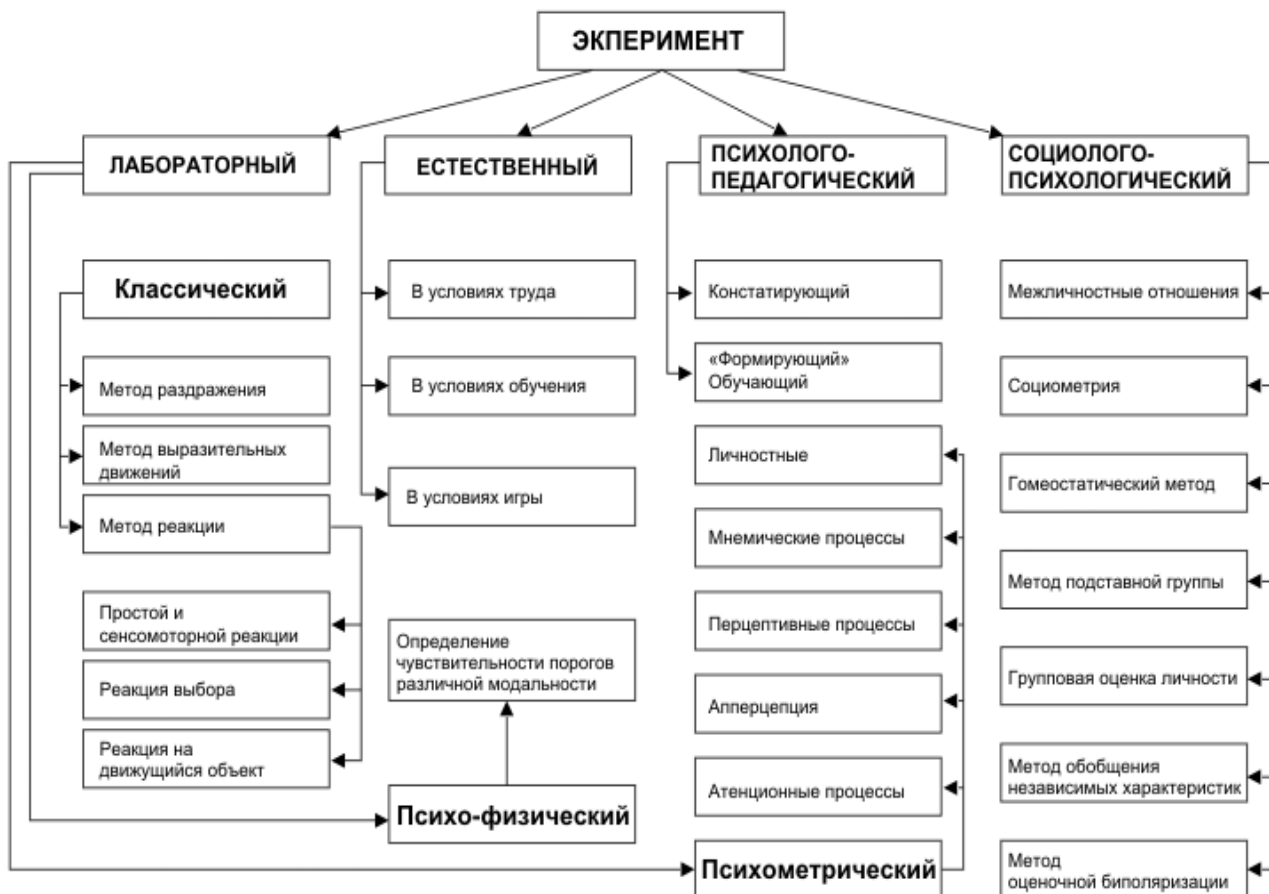 ЭКПЕРИМЕНТ
ЛАБОРАТОРНЫЙ
ЕСТЕСТВЕННЫЙ
ПСИХОЛОГО-
ПЕДАГОГИЧЕСКИЙ
СОЦИОЛОГО-
ПСИХОЛОГИЧЕСКИЙ
Классический
Метод раздражения
Метод выразительных
движений
Метод реакции
Простой и
сенсомоторной реакции
Реакция выбора
Реакция на
движущийся объект
В условиях труда
В условиях обучения
В условиях игры
Определение
чувствительности порогов
различной модальности
Психо-физический
Констатирующий
«Формирующий»
Обучающий
Личностные
Мнемические процессы
Перцептивные процессы
Апперцепция
Атенционные процессы
Психометрический
Межличностные отношения
Социометрия
Гомеостатический метод
Метод подставной группы
Групповая оценка личности
Метод обобщения
независимых характеристик
Метод
оценочной биполяризации